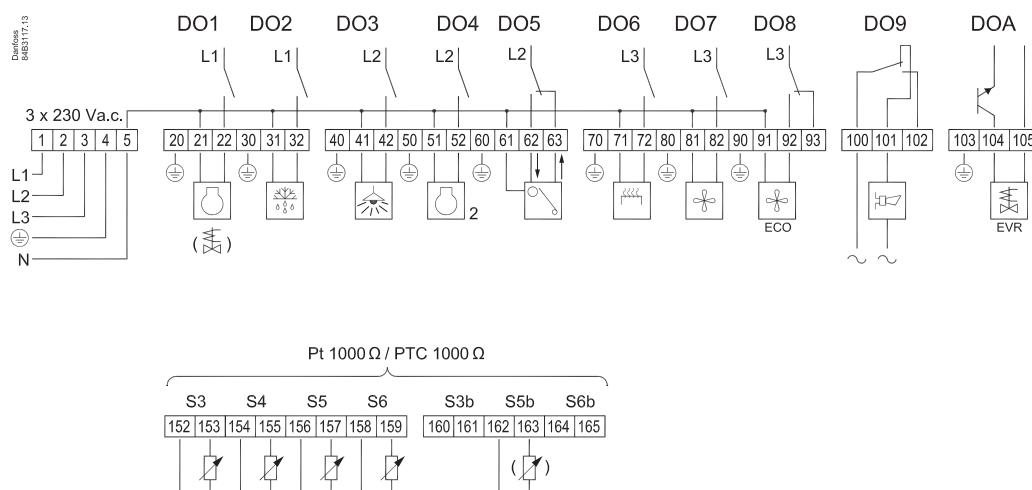 Danfoss
84B3117.13
DO1 DO2 DO3 DO4 DO5 DO6 DO7 DO8 DO9 DOA
L1 L1 L2 L2 L2 L3 L3 L3
3 x 230 Va.c.
1 2 3 4 5 20 21 22 30 31 32 40 41 42 50 51 52 60 61 62 63 70 71 72 80 81 82 90 91 92 93 100 101 102 103 104 105
L1
L2
L3
N
2
( )
ECO
EVR
Pt 1000 Ω / PTC 1000 Ω
S3 S4 S5 S6 S3b S5b S6b
152 153 154 155 156 157 158 159 160 161 162 163 164 165
( )